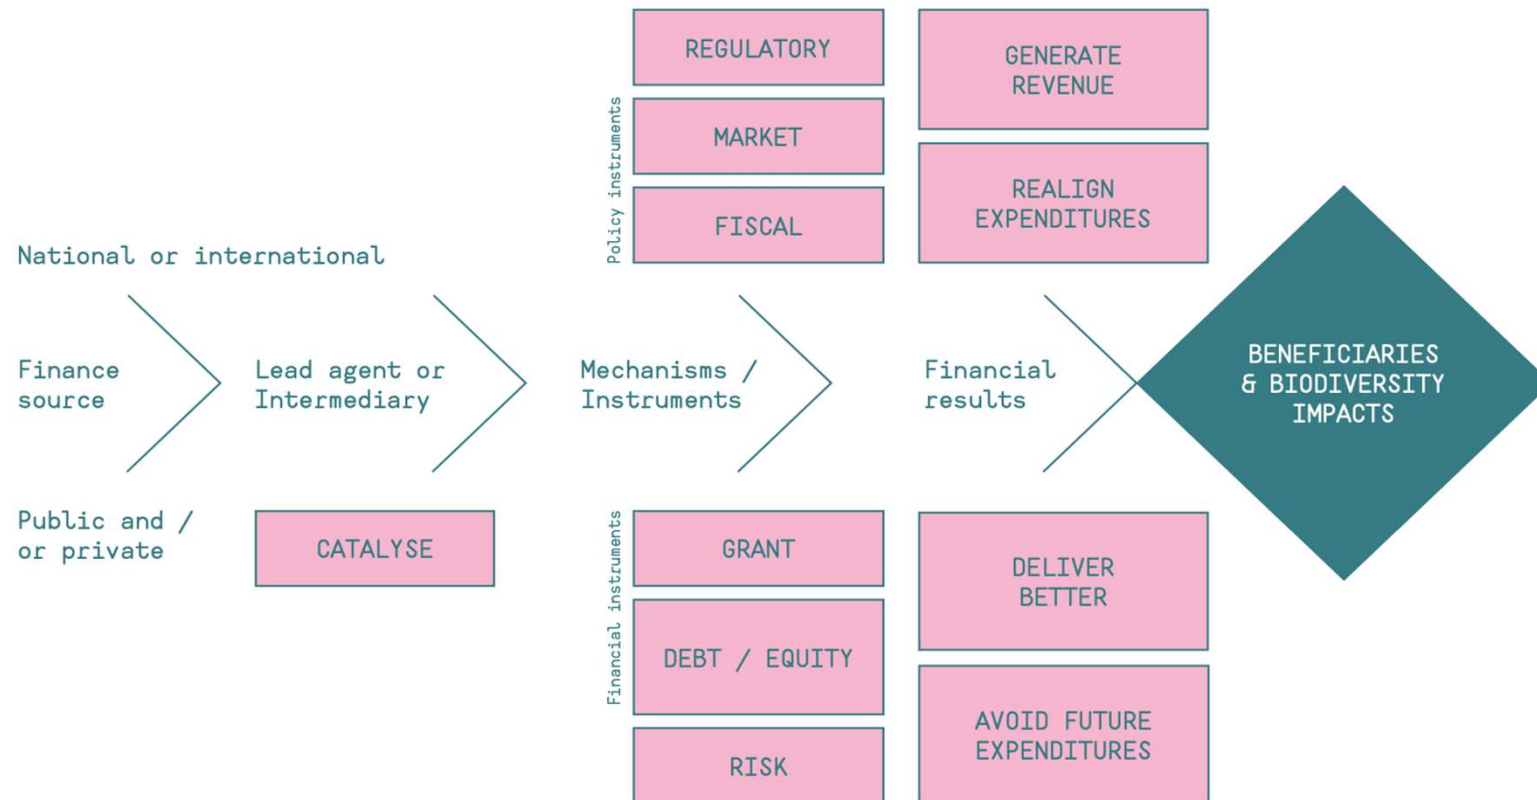 REGULATORY
MARKET
FISCAL
Policy instruments
GENERATE
REVENUE
REALIGN
EXPENDITURES
National or international
Finance
source
Lead agent or
Intermediary
Mechanisms /
Instruments
Financial
results
BENEFICIARIES
& BIODIVERSITY
IMPACTS
Public and /
or private
CATALYSE
Financial instruments
GRANT
DEBT / EQUITY
RISK
DELIVER
BETTER
AVOID FUTURE
EXPENDITURES